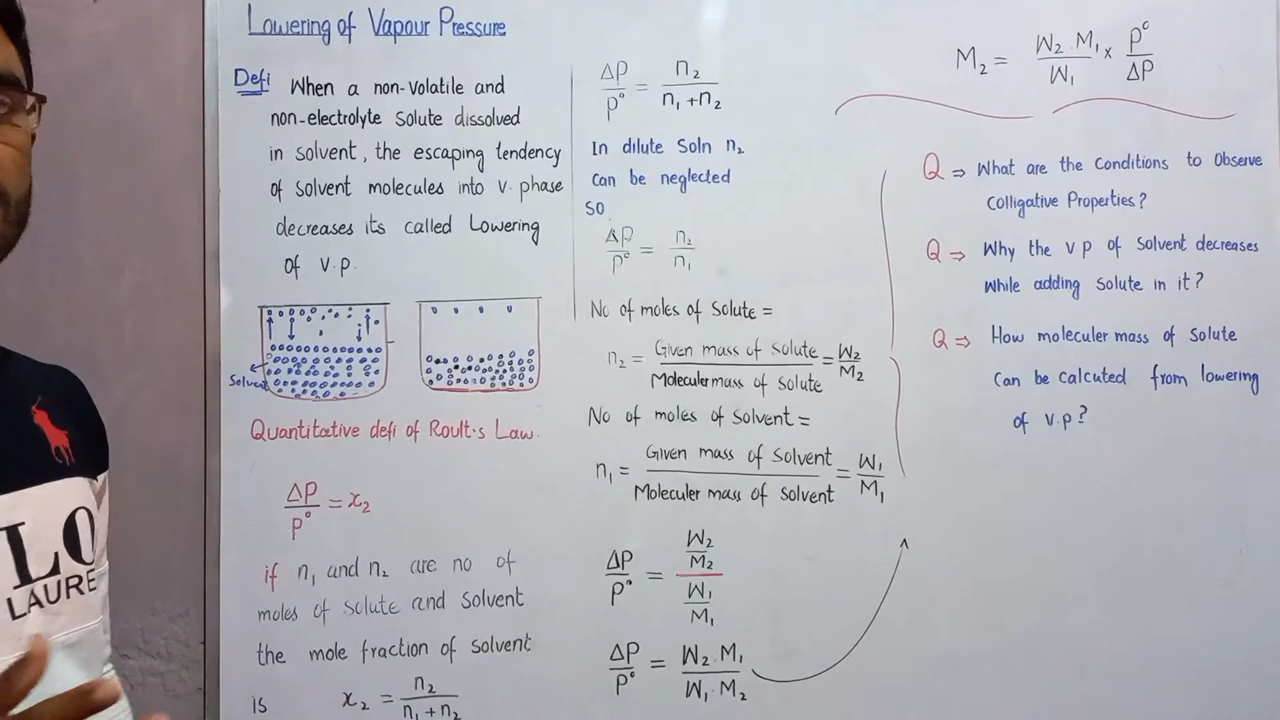 Lowering of Vapour Pressure
Defi When a non-volatile and
non-electrolyte Solute dissolved
in solvent, the escaping tendency
of solvent molecules into v. phase
decreases its called Lowering
of v.p.
Solvent
Quantitative defi of Roult's Law.
ΔP/P° = x₂
if n₁ and n₂ are no of
moles of solute and solvent
the mole fraction of solvent
is x₂ = n₂/(n₁+n₂)
ΔP/P° = n₂/(n₁+n₂)
In dilute Soln n₂
Can be neglected
SO
ΔP/P° = n₂/n₁
No of moles of Solute =
n₂ = Given mass of Solute/Moleculer mass of Solute = W₂/M₂
No of moles of Solvent =
n₁ = Given mass of Solvent/Moleculer mass of Solvent = W₁/M₁
ΔP/P° = (W₂/M₂)/(W₁/M₁)
ΔP/P° = W₂.M₁/W₁.M₂
M₂ = W₂.M₁/W₁ × P°/ΔP
Q ⇒ What are the Conditions to Observe
Colligative Properties?
Q ⇒ Why the v p of Solvent decreases
while adding Solute in it?
Q ⇒ How moleculer mass of Solute
Can be calcuted from lowering
of v.p?
LO
LAURE